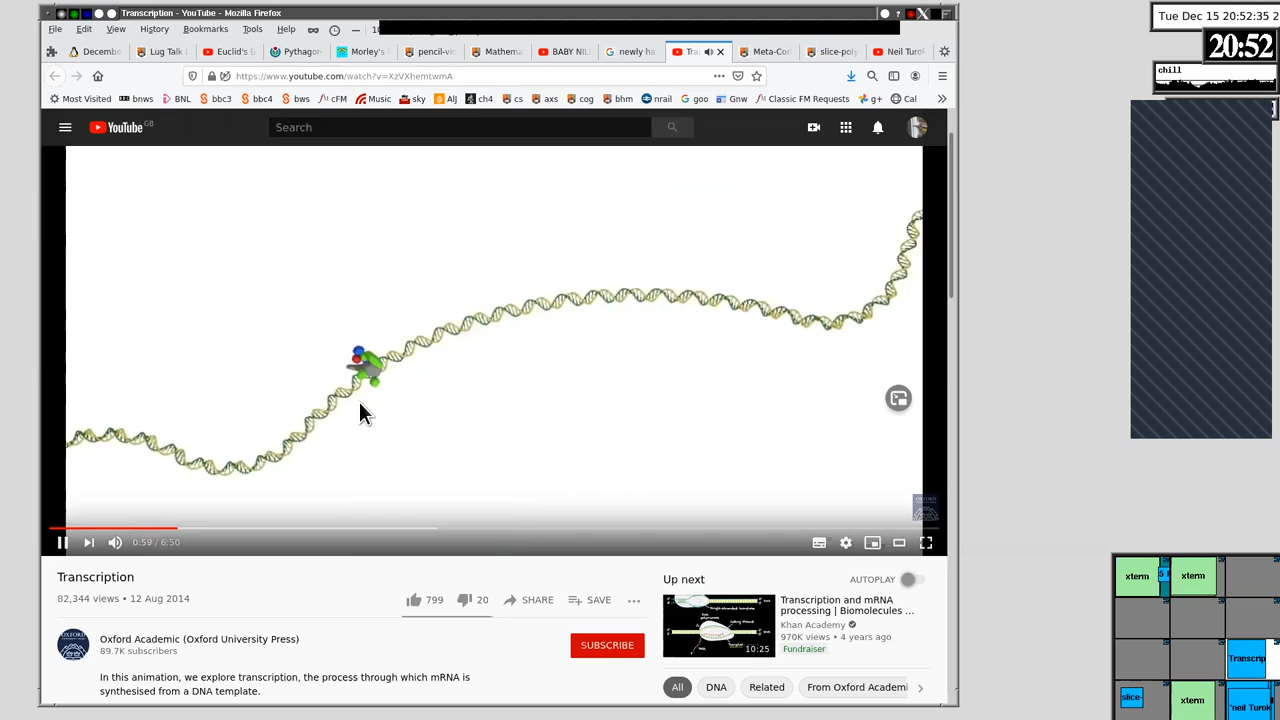 Transcription - YouTube - Mozilla Firefox
File Edit View History Bookmarks Tools Help
Decembe Lug Talk Euclid's Pythagor Morley's pencil-vic Mathema BABY NIL newly ha Tra Meta-Cor slice-poly Neil Turo
https://www.youtube.com/watch?v=XzVXhemtwmA
Most Visited bnws BNL bbc3 bbc4 bws cFM Music sky AlJ ch4 cs axs cog bhm nrail goo Gnw Classic FM Requests g+ Cal
YouTube GB
Search
OXFORD
0:59 / 6:50
Transcription
82,344 views • 12 Aug 2014
799 20 SHARE SAVE
Oxford Academic (Oxford University Press)
89.7K subscribers
SUBSCRIBE
In this animation, we explore transcription, the process through which mRNA is
synthesised from a DNA template.
Up next
AUTOPLAY
10:25
Transcription and mRNA
processing | Biomolecules ...
Khan Academy
970K views • 4 years ago
Fundraiser
All DNA Related From Oxford Academi
Tue Dec 15 20:52:35 2
20:52
chill
xterm xterm
Transcrip
slice- xterm "neil Turok